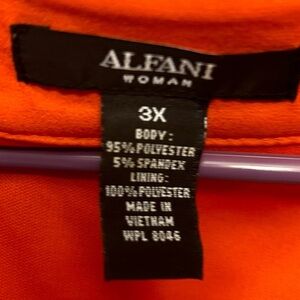 ALFANI
WOMAN
3X
BODY:
95% POLYESTER
5% SPANDEX
LINING:
100% POLYESTER
MADE IN
VIETNAM
WPL 8046